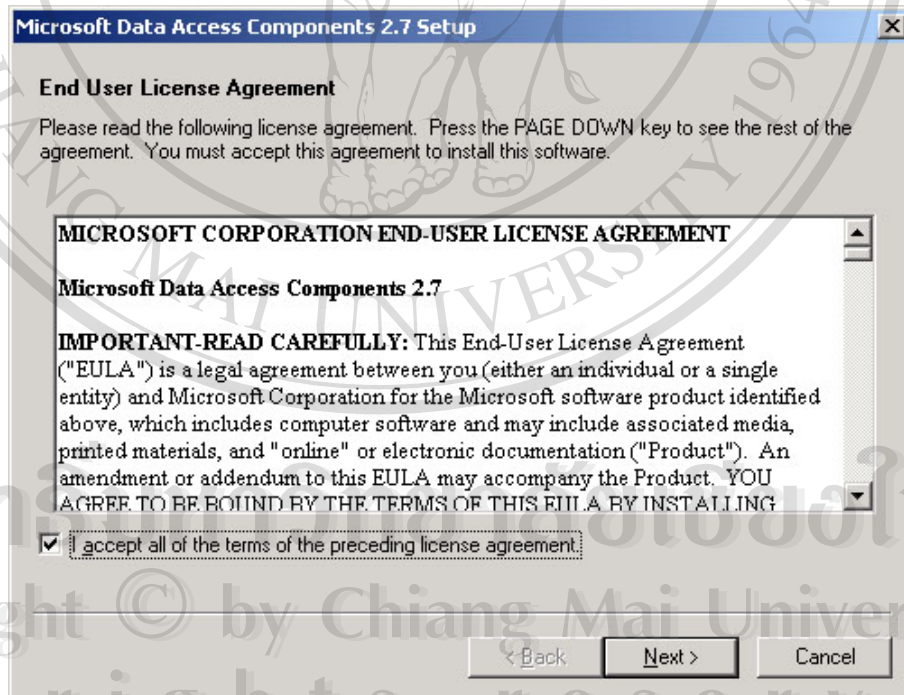 Microsoft Data Access Components 2.7 Setup
End User License Agreement
Please read the following license agreement. Press the PAGE DOWN key to see the rest of the
agreement. You must accept this agreement to install this software.
MICROSOFT CORPORATION END-USER LICENSE AGREEMENT
Microsoft Data Access Components 2.7
IMPORTANT-READ CAREFULLY: This End-User License Agreement
("EULA") is a legal agreement between you (either an individual or a single
entity) and Microsoft Corporation for the Microsoft software product identified
above, which includes computer software and may include associated media,
printed materials, and "online" or electronic documentation ("Product"). An
amendment or addendum to this EULA may accompany the Product. YOU
AGREE TO BE BOUND BY THE TERMS OF THIS EULA BY INSTALLING
I accept all of the terms of the preceding license agreement.
< Back Next > Cancel
MAI UNIVERSITY 1964
© by Chiang Mai Univer